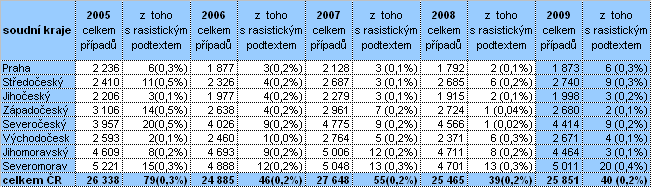 soudní kraje 2005 celkem případů z toho s rasistickým podtextem 2006 celkem případů z toho s rasistickým podtextem 2007 celkem případů z toho s rasistickým podtextem 2008 celkem případů z toho s rasistickým podtextem 2009 celkem případů z toho s rasistickým podtextem
Praha 2 236 6(0,3%) 1 877 3(0,2%) 2 128 3 (0,1%) 1 792 2 (0,1%) 1 873 6 (0,3%)
Středočeský 2 410 11(0,5%) 2 326 4(0,2%) 2 687 3(0,1%) 2 685 6 (0,2%) 2 740 9 (0,3%)
Jihočeský 2 206 3(0,1%) 1 977 4(0,2%) 2 279 3(0,1%) 1 915 2(0,1%) 1 998 3 (0,2%)
Západočeský 3 106 14(0,5%) 2 638 4(0,2%) 2 961 7(0,2%) 2 724 1 (0,04%) 2 680 2 (0,1%)
Severočeský 3 957 20(0,5%) 4 026 9(0,2%) 4 775 9(0,2%) 4 566 1 (0,02%) 4 414 9 (0,2%)
Východočesk 2 593 2(0,1%) 2 460 1(0,0%) 2 764 5(0,2%) 2 371 6(0,3%) 2 671 4 (0,1%)
Jihomoravský 4 609 8(0,2%) 4 693 9(0,2%) 5 006 12 (0,2%) 4 711 8(0,2%) 4 464 3 (0,1%)
Severomorav 5 221 15(0,3%) 4 888 12(0,2%) 5 048 13 (0,3%) 4 701 13 (0,3%) 5 011 20 (0,4%)
celkem ČR 26 338 79(0,3%) 24 885 46(0,2%) 27 648 55(0,2%) 25 465 39(0,2%) 25 851 40 (0,2%)